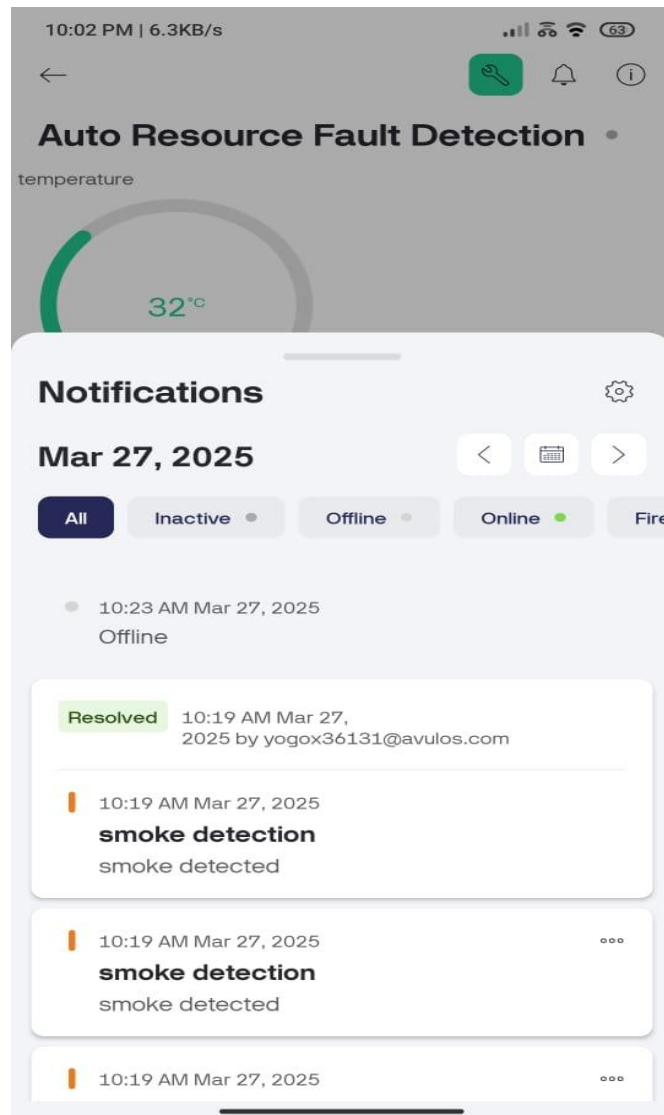 10:02 PM | 6.3KB/s
63
Auto Resource Fault Detection
temperature
32°C
Notifications
Mar 27, 2025
All Inactive Offline Online Fire
10:23 AM Mar 27, 2025
Offline
Resolved 10:19 AM Mar 27,
2025 by yogox36131@avulos.com
10:19 AM Mar 27, 2025
smoke detection
smoke detected
10:19 AM Mar 27, 2025
smoke detection
smoke detected
10:19 AM Mar 27, 2025